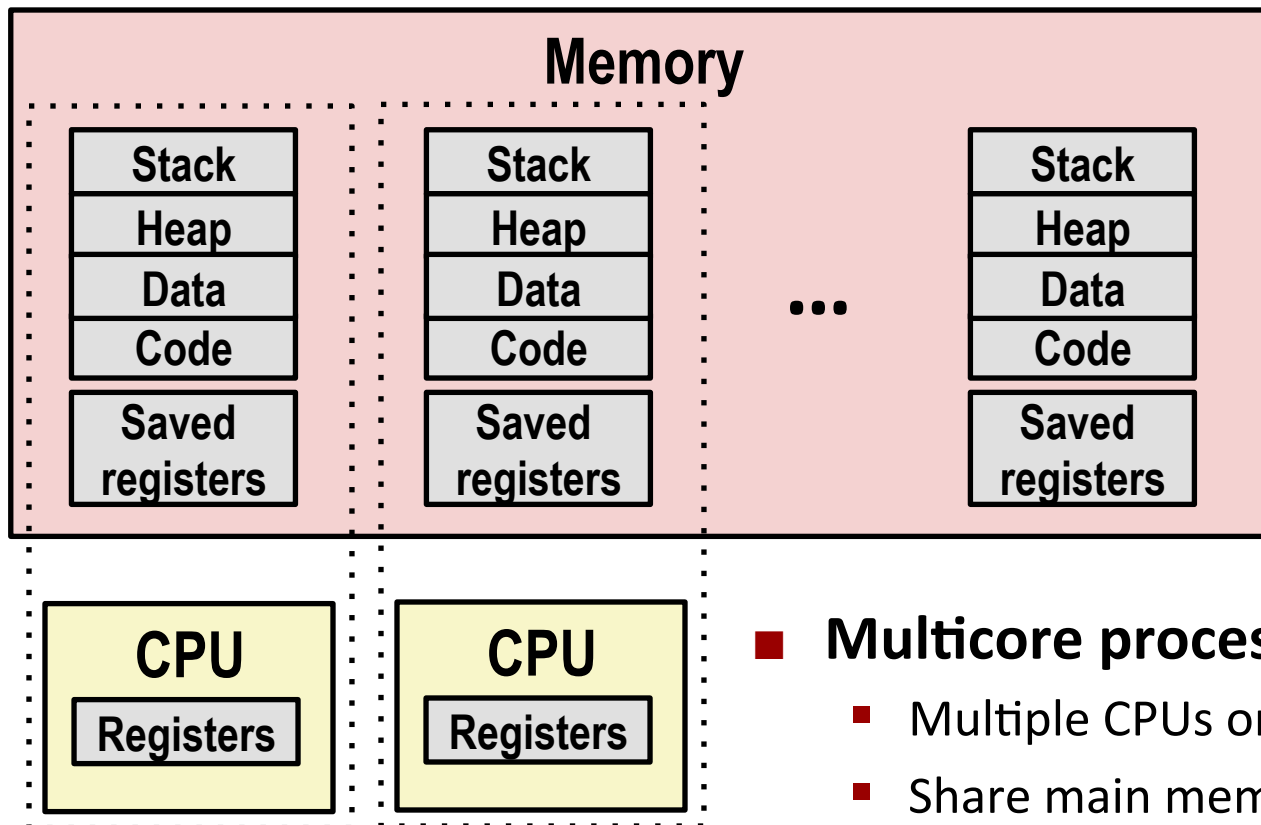 Memory
Stack
Heap
Data
Code
Saved
registers
Stack
Heap
Data
Code
Saved
registers
...
Stack
Heap
Data
Code
Saved
registers
CPU
Registers
CPU
Registers
Multicore proces
Multiple CPUs
Share main mem